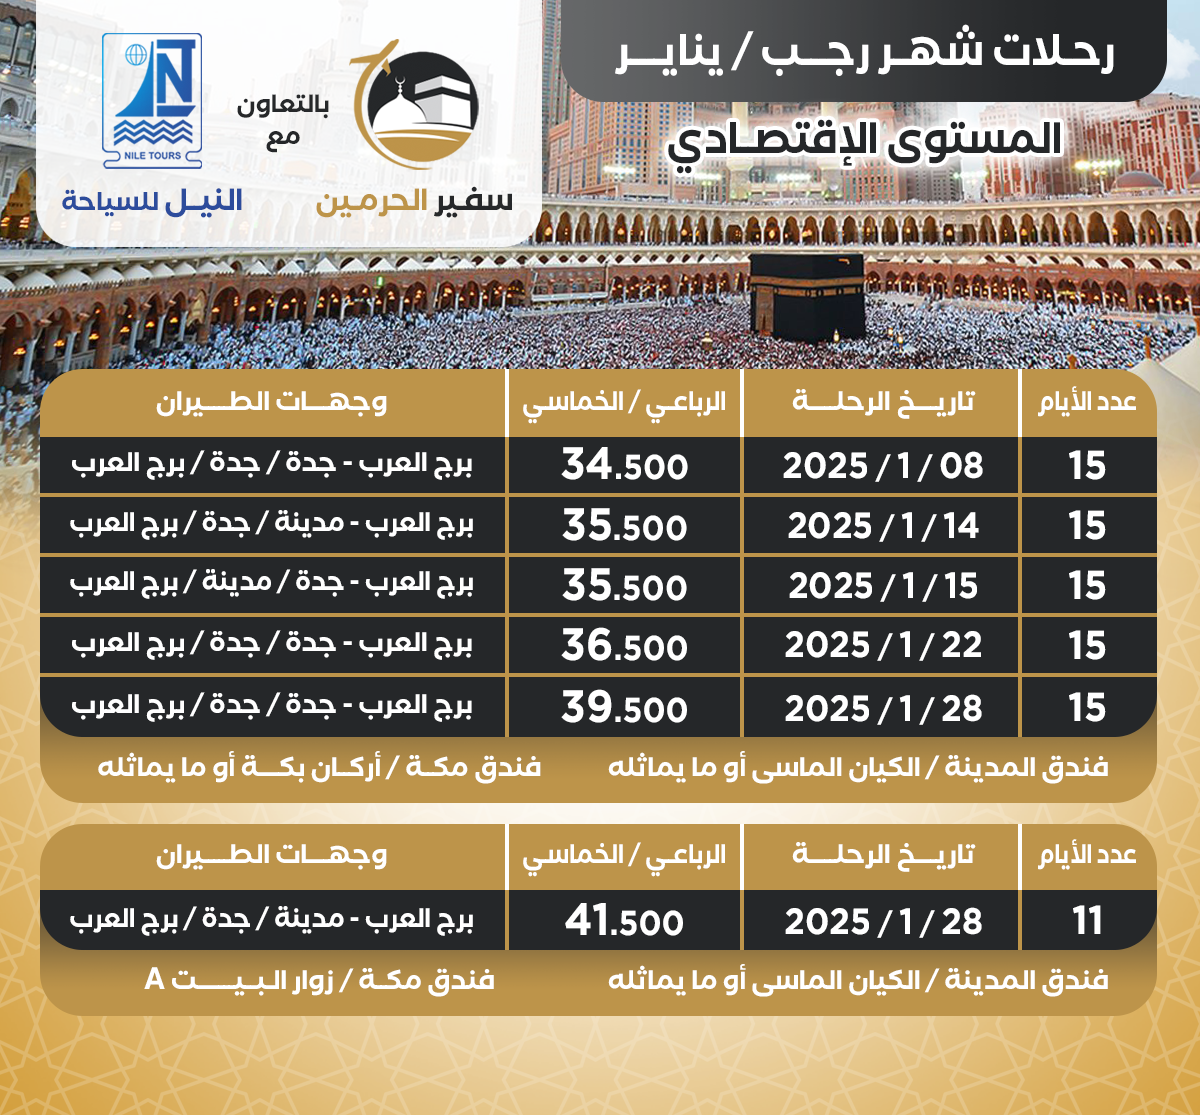 رحلات شهر رجب / يناير
المستوى الإقتصادي
سفير الحرمين
بالتعاون
مع
NILE TOURS
النيل للسياحة
عدد الأيام تاريخ الرحلة الرباعي / الخماسي وجهات الطيران
15 2025 / 1 / 08 34.500 برج العرب - جدة / جدة / برج العرب
15 2025 / 1 / 14 35.500 برج العرب - مدينة / جدة / برج العرب
15 2025 / 1 / 15 35.500 برج العرب - جدة / مدينة / برج العرب
15 2025 / 1 / 22 36.500 برج العرب - جدة / جدة / برج العرب
15 2025 / 1 / 28 39.500 برج العرب - جدة / جدة / برج العرب
فندق المدينة / الكيان الماسى أو ما يماثله فندق مكة / أركان بكة أو ما يماثله
عدد الأيام تاريخ الرحلة الرباعي / الخماسي وجهات الطيران
11 2025 / 1 / 28 41.500 برج العرب - مدينة / جدة / برج العرب
فندق المدينة / الكيان الماسى أو ما يماثله فندق مكة / زوار البيت A